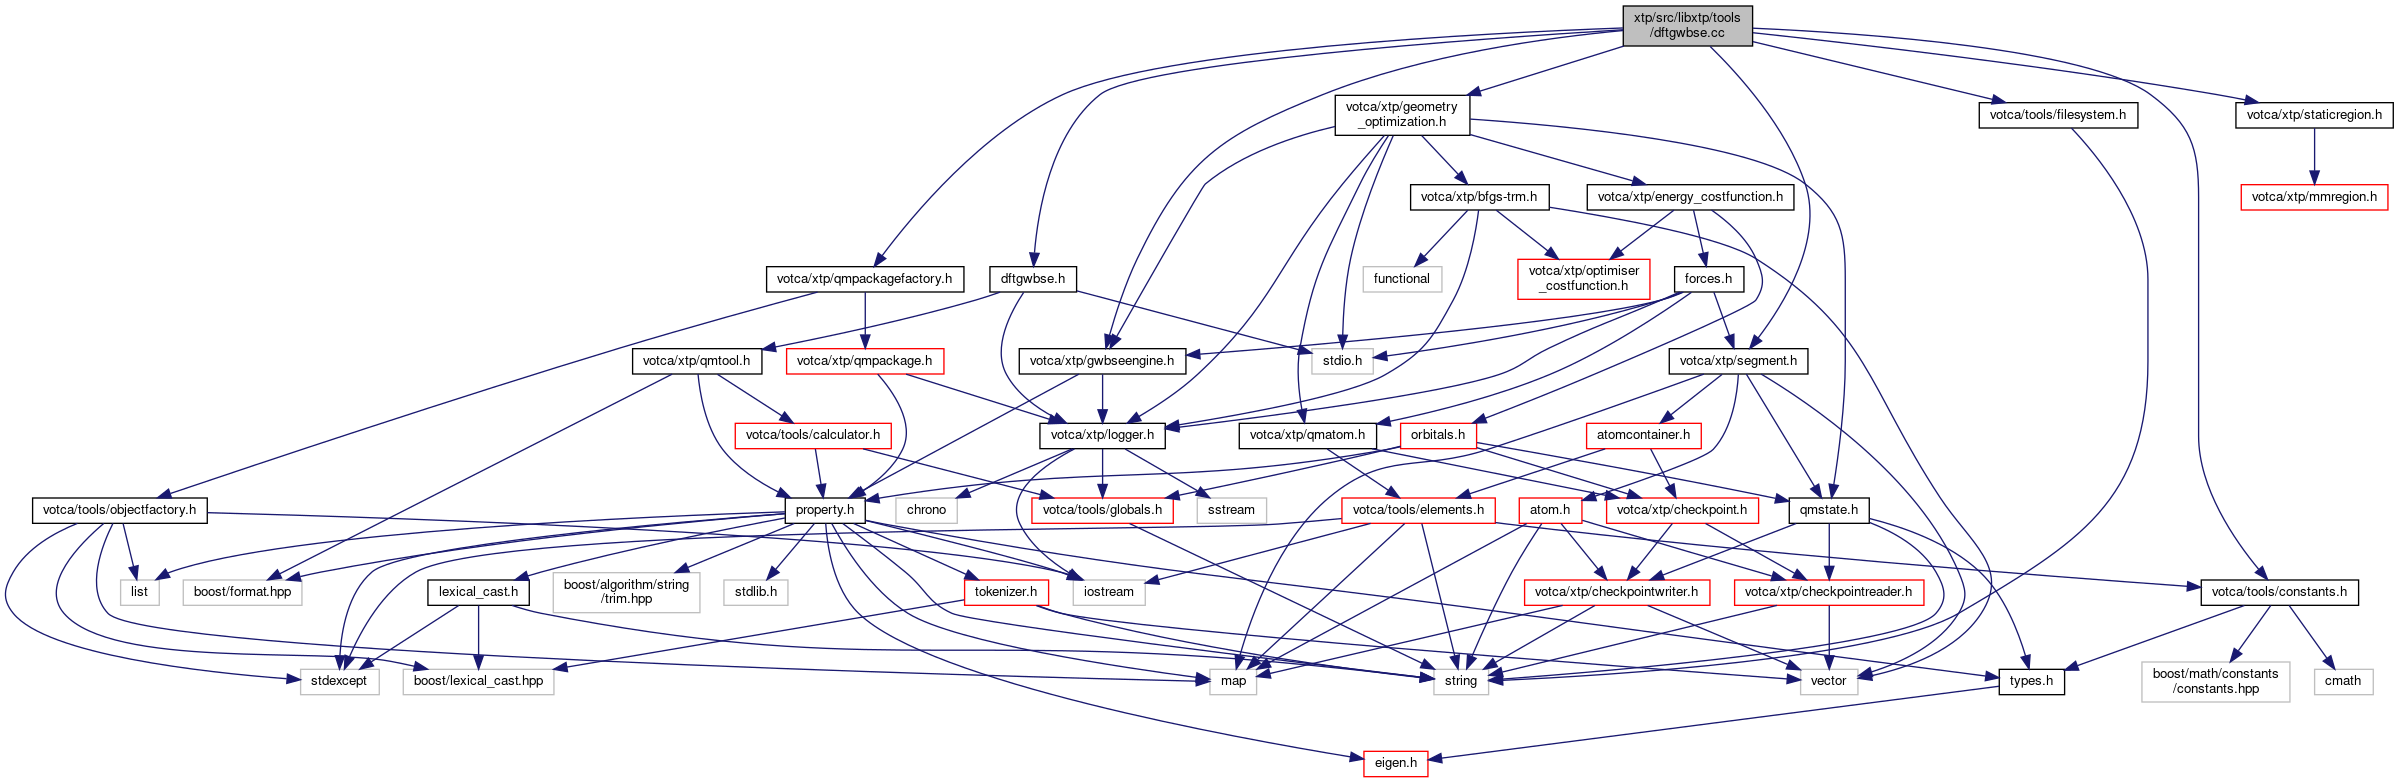 xtp/src/libxtp/tools
/dftgwbse.cc
votca/xtp/geometry
_optimization.h
votca/tools/filesystem.h
votca/xtp/staticregion.h
votca/xtp/bfgs-trm.h
votca/xtp/energy_costfunction.h
votca/xtp/mmregion.h
votca/xtp/qmpackagefactory.h
dftgwbse.h
functional
votca/xtp/optimiser
_costfunction.h
forces.h
votca/xtp/qmtool.h
votca/xtp/qmpackage.h
votca/xtp/gwbseengine.h
stdio.h
votca/xtp/segment.h
votca/tools/calculator.h
votca/xtp/logger.h
votca/xtp/qmatom.h
orbitals.h
atomcontainer.h
votca/tools/objectfactory.h
property.h
chrono
votca/tools/globals.h
sstream
votca/tools/elements.h
atom.h
votca/xtp/checkpoint.h
qmstate.h
list
boost/format.hpp
lexical_cast.h
boost/algorithm/string
/trim.hpp
stdlib.h
tokenizer.h
iostream
votca/xtp/checkpointwriter.h
votca/xtp/checkpointreader.h
votca/tools/constants.h
stdexcept
boost/lexical_cast.hpp
map
string
vector
types.h
boost/math/constants
/constants.hpp
cmath
eigen.h